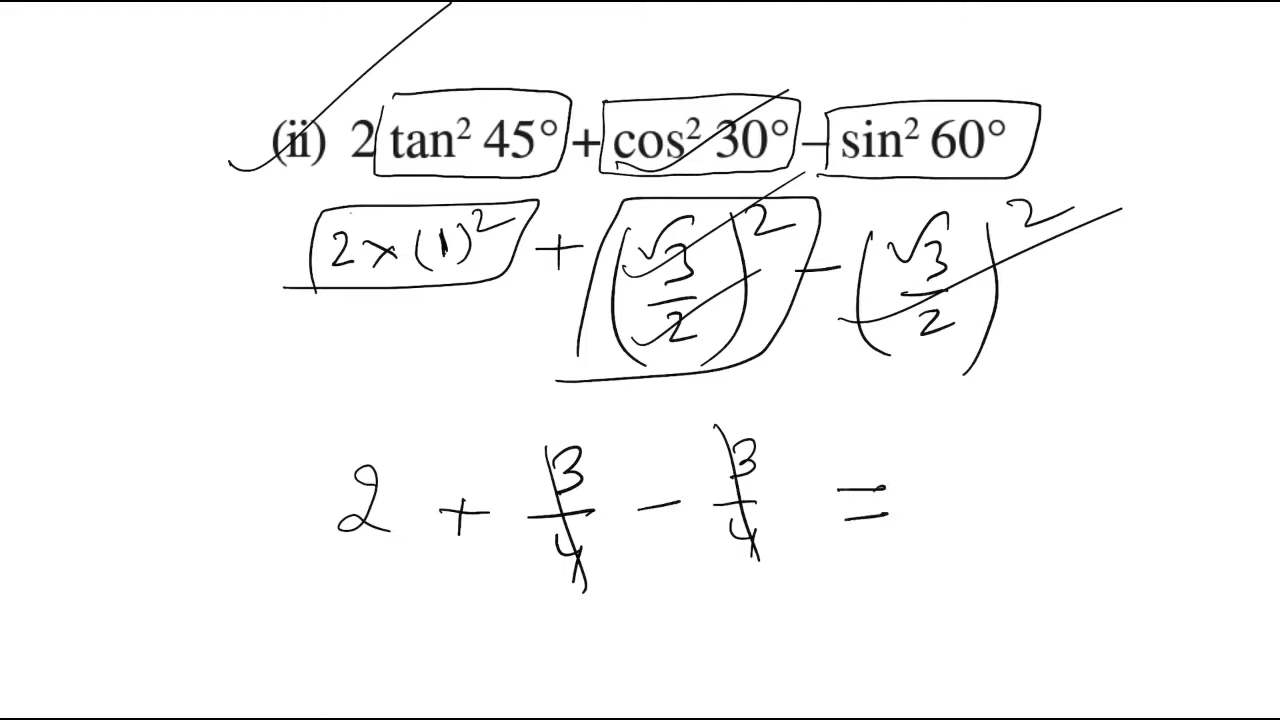 (ii) 2 tan² 45° + cos² 30° – sin² 60°
2 × (1)² + (√3/2)² – (√3/2)²
2 + 3/4 – 3/4 =